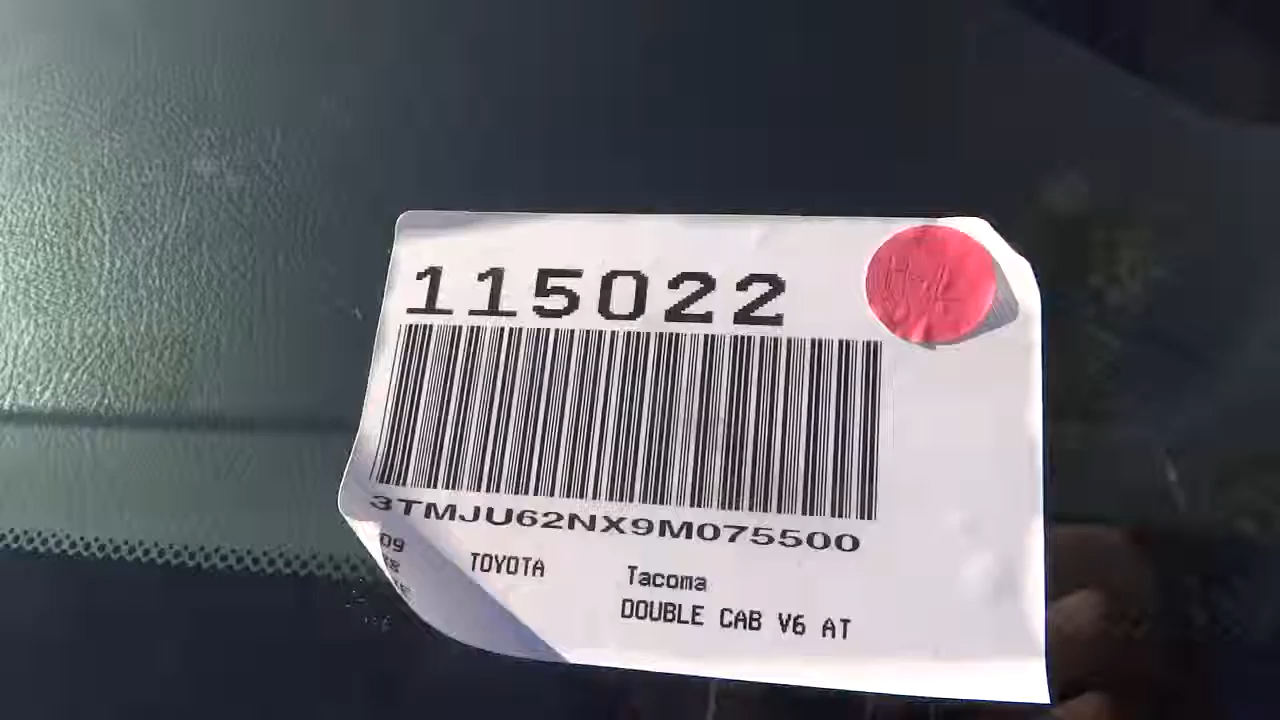 115022
3TMJU62NX9M075500
09
TOYOTA
Tacoma
DOUBLE CAB V6 AT